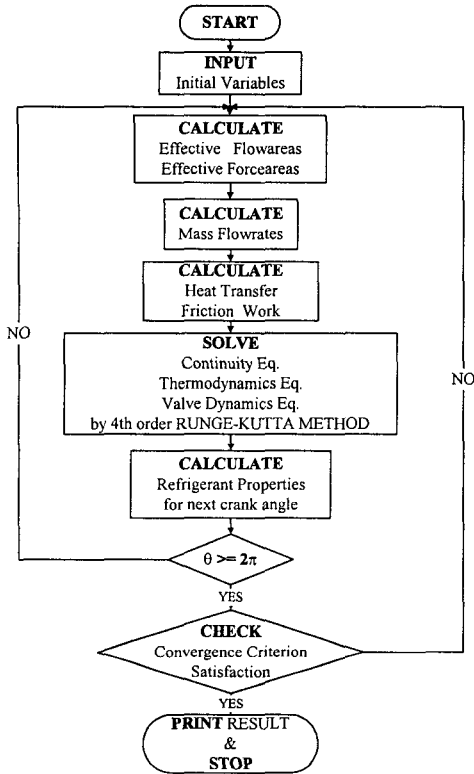 START
INPUT
Initial Variables
CALCULATE
Effective Flowareas
Effective Forceareas
CALCULATE
Mass Flowrates
CALCULATE
Heat Transfer
Friction Work
NO
SOLVE
Continuity Eq.
Thermodynamics Eq.
Valve Dynamics Eq.
by 4th order RUNGE-KUTTA METHOD
NO
CALCULATE
Refrigerant Properties
for next crank angle
θ >= 2π
YES
CHECK
Convergence Criterion
Satisfaction
YES
PRINT RESULT
&
STOP